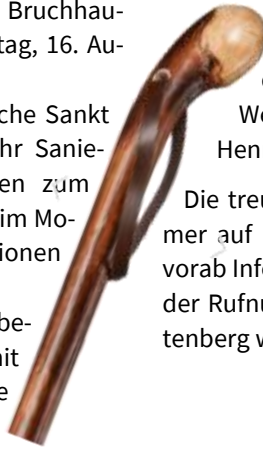 Bruchhau-
tag, 16. Au-
che Sankt
hr Sanie-
en zum
im Mo-
ionen
be-
nit
e
We
Hen
Die treu
mer auf
vorab Inf
der Rufnu
tenberg w